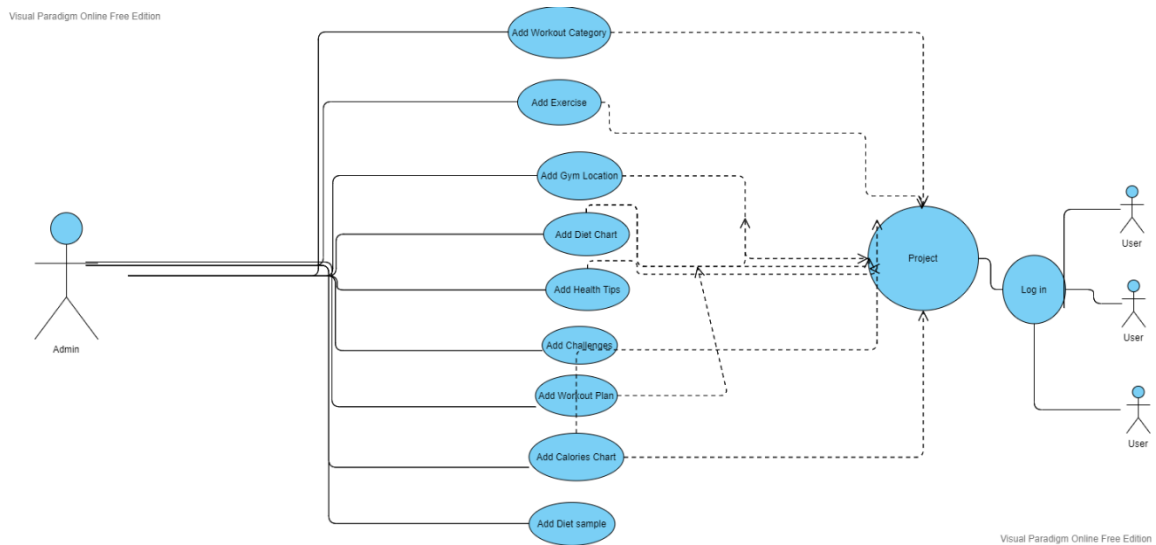 Visual Paradigm Online Free Edition
Add Workout Category
Add Exercise
Add Gym Location
Add Diet Chart
Add Health Tips
Add Challenges
Add Workout Plan
Add Calories Chart
Add Diet sample
Admin
Project
Log in
User
User
User
Visual Paradigm Online Free Edition